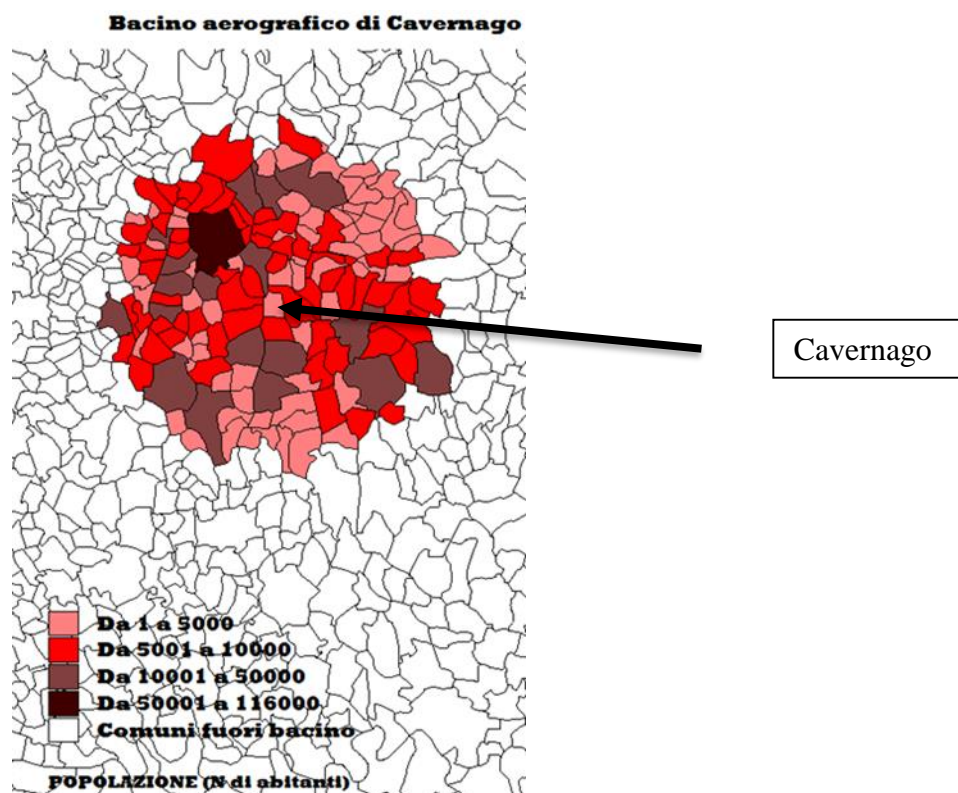 Bacino aerografico di Cavernago
Cavernago
Da 1 a 5000
Da 5001 a 10000
Da 10001 a 50000
Da 50001 a 116000
Comuni fuori bacino
POPOLAZIONE (N di abitanti)